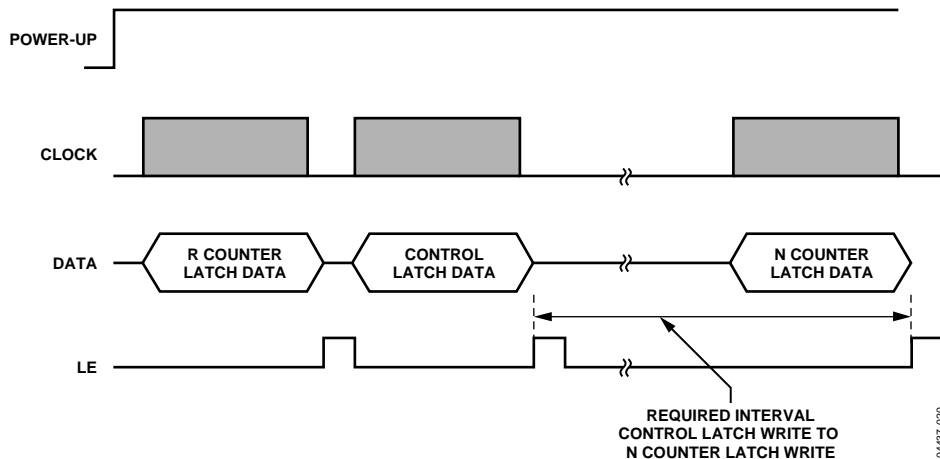 POWER-UP
CLOCK
DATA
R COUNTER
LATCH DATA
CONTROL
LATCH DATA
N COUNTER
LATCH DATA
LE
REQUIRED INTERVAL
CONTROL LATCH WRITE TO
N COUNTER LATCH WRITE